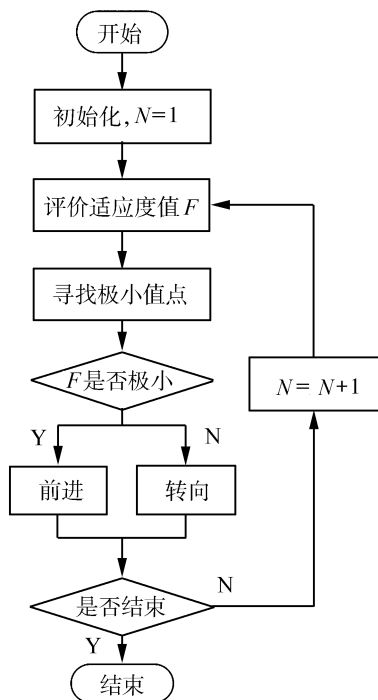 开始
初始化,N=1
评价适应度值F
寻找极小值点
F是否极小
N=N+1
Y
N
前进
转向
是否结束
N
Y
结束